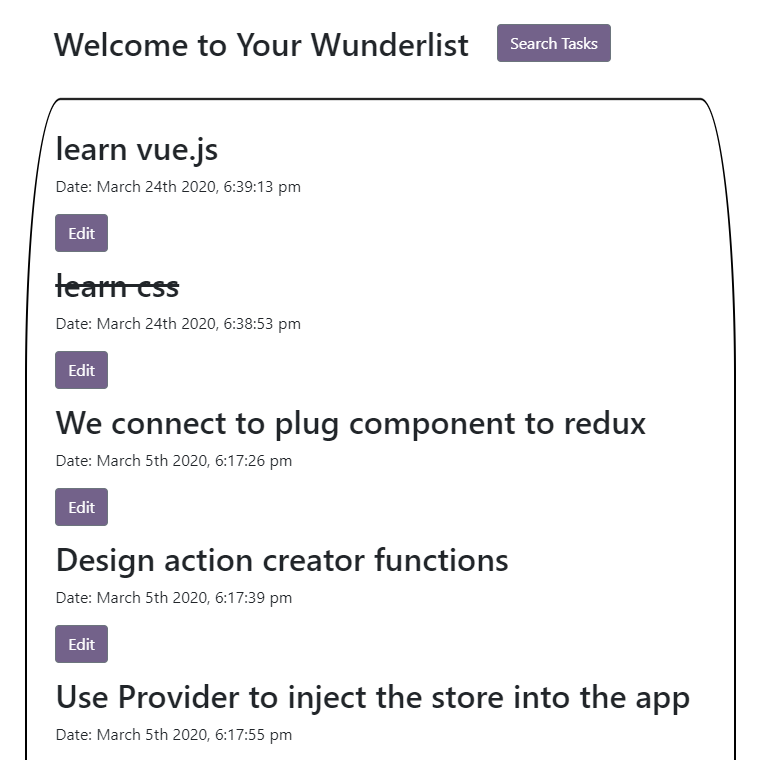 Welcome to Your Wunderlist Search Tasks
learn vue.js
Date: March 24th 2020, 6:39:13 pm
Edit
learn css
Date: March 24th 2020, 6:38:53 pm
Edit
We connect to plug component to redux
Date: March 5th 2020, 6:17:26 pm
Edit
Design action creator functions
Date: March 5th 2020, 6:17:39 pm
Edit
Use Provider to inject the store into the app
Date: March 5th 2020, 6:17:55 pm